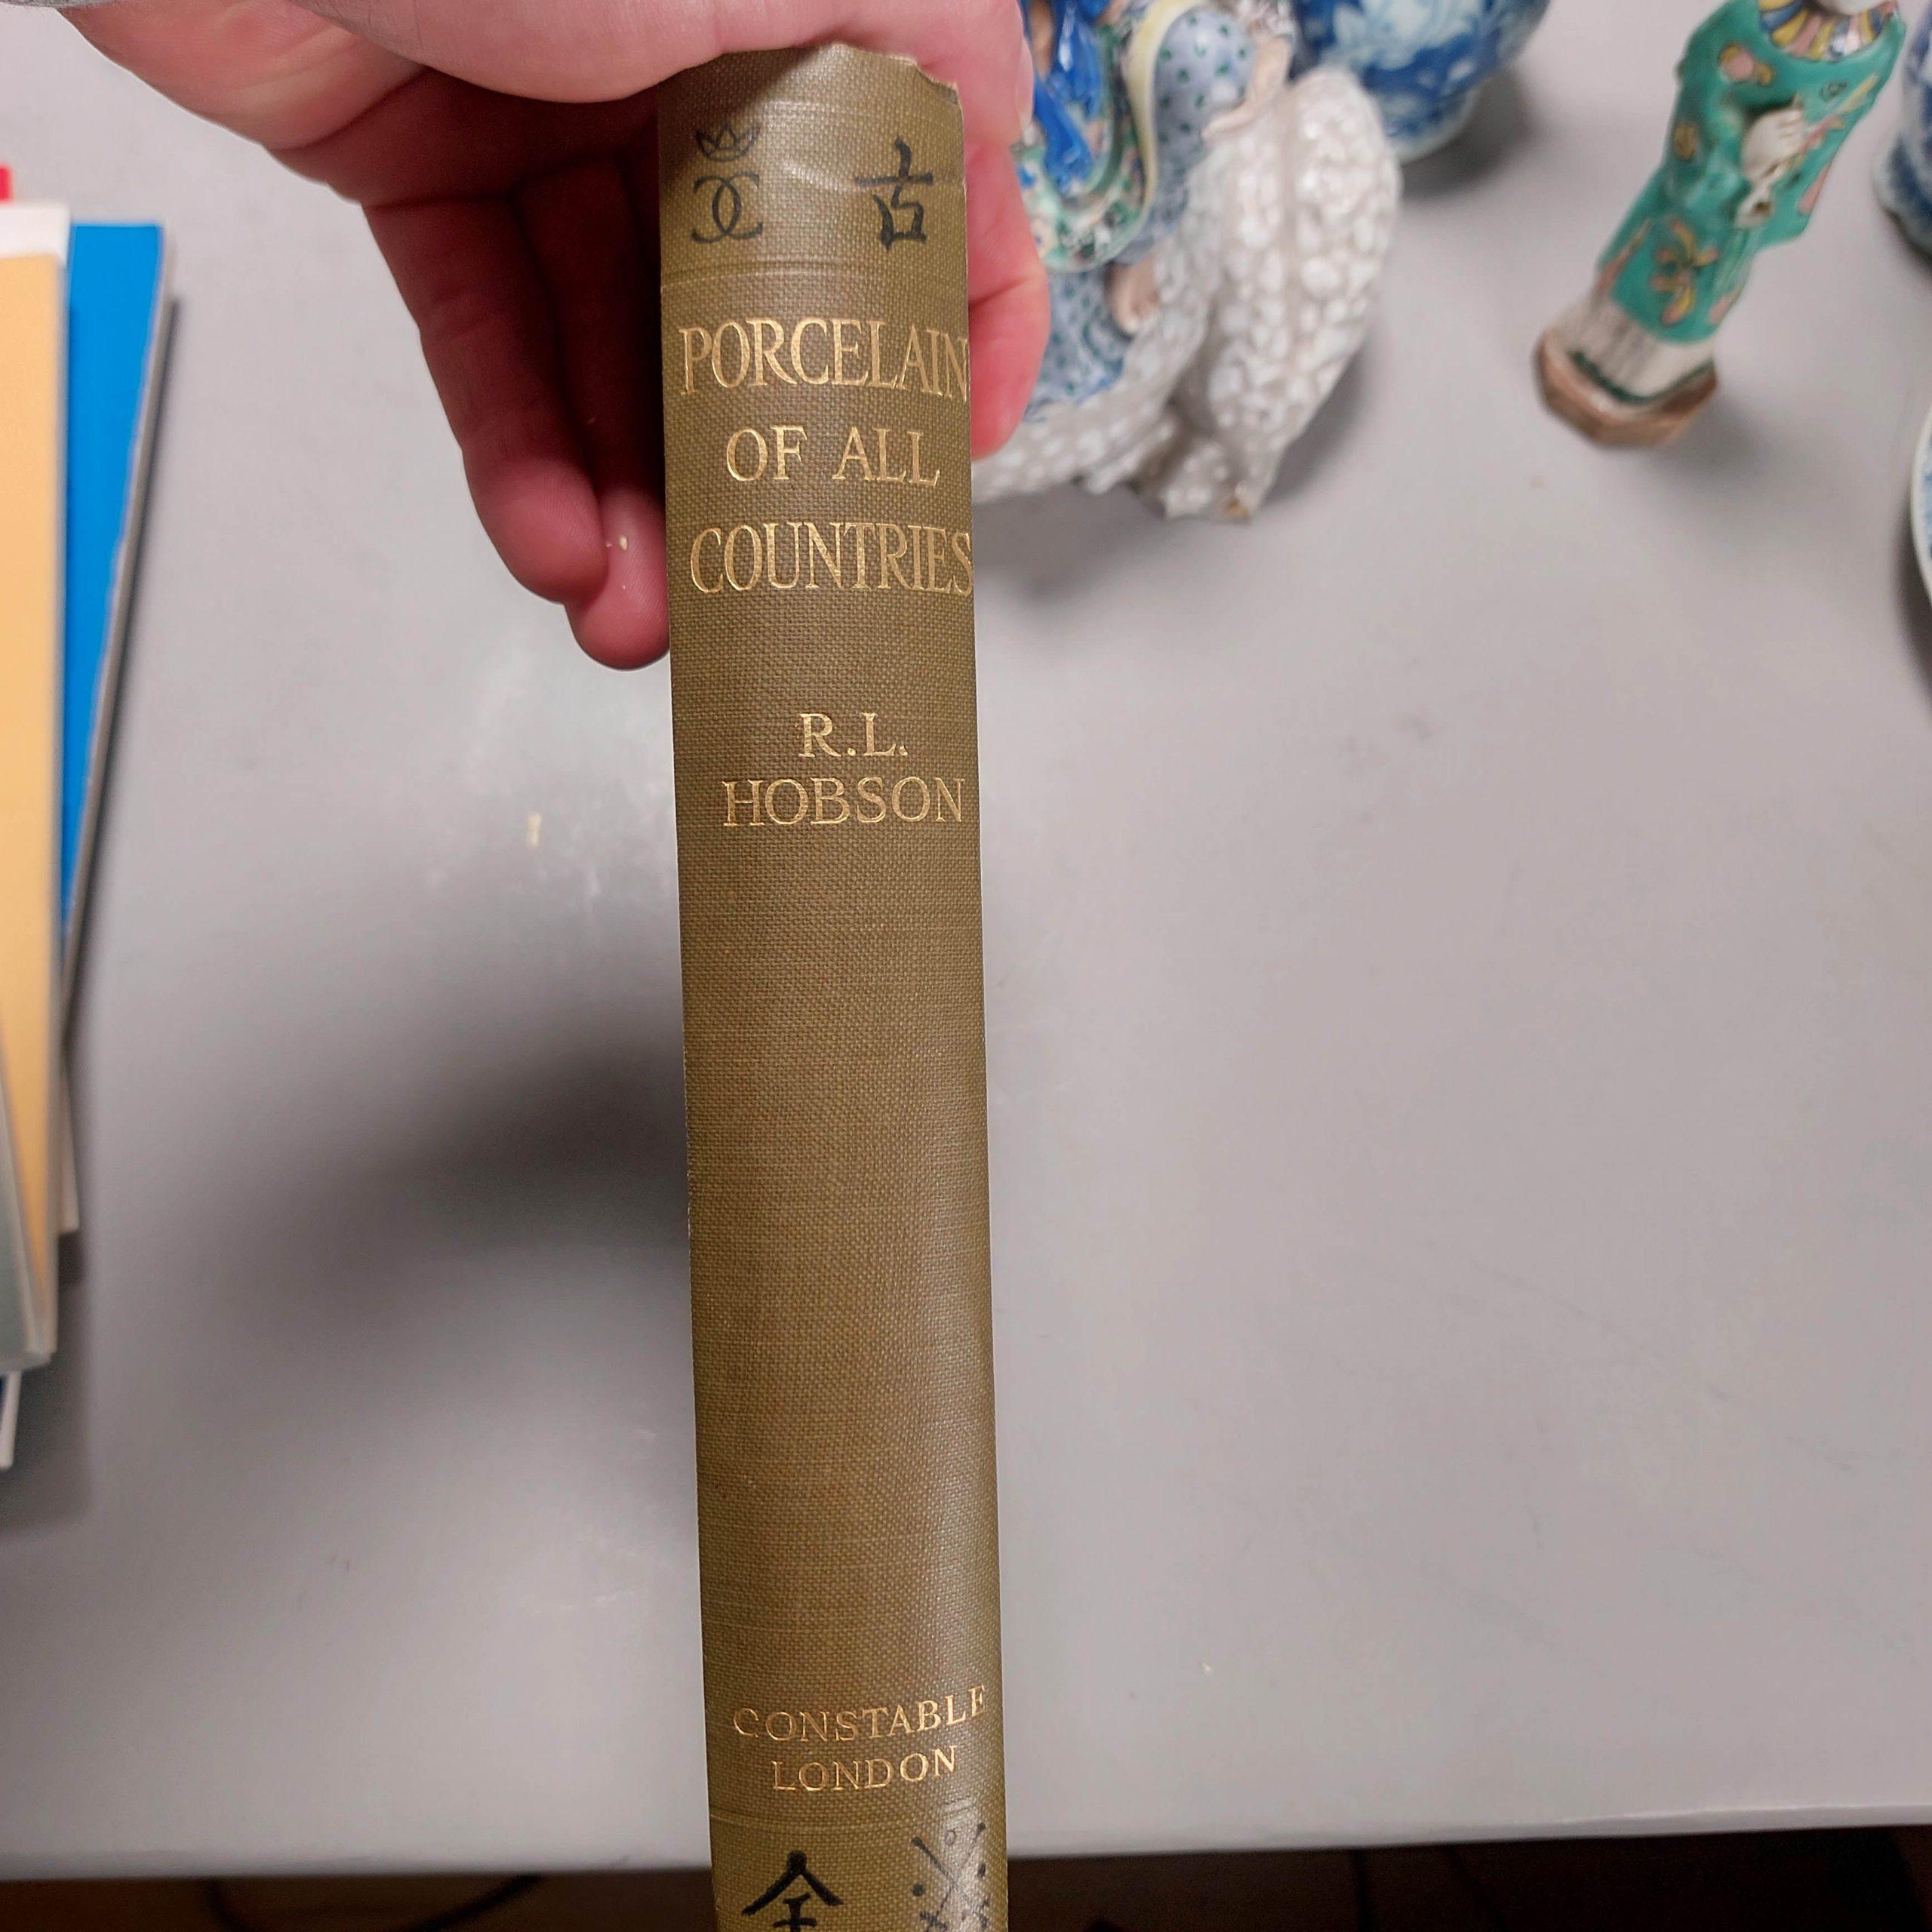 古
PORCELAIN
OF ALL
COUNTRIES
R.L.
HOBSON
CONSTABLE
LONDON